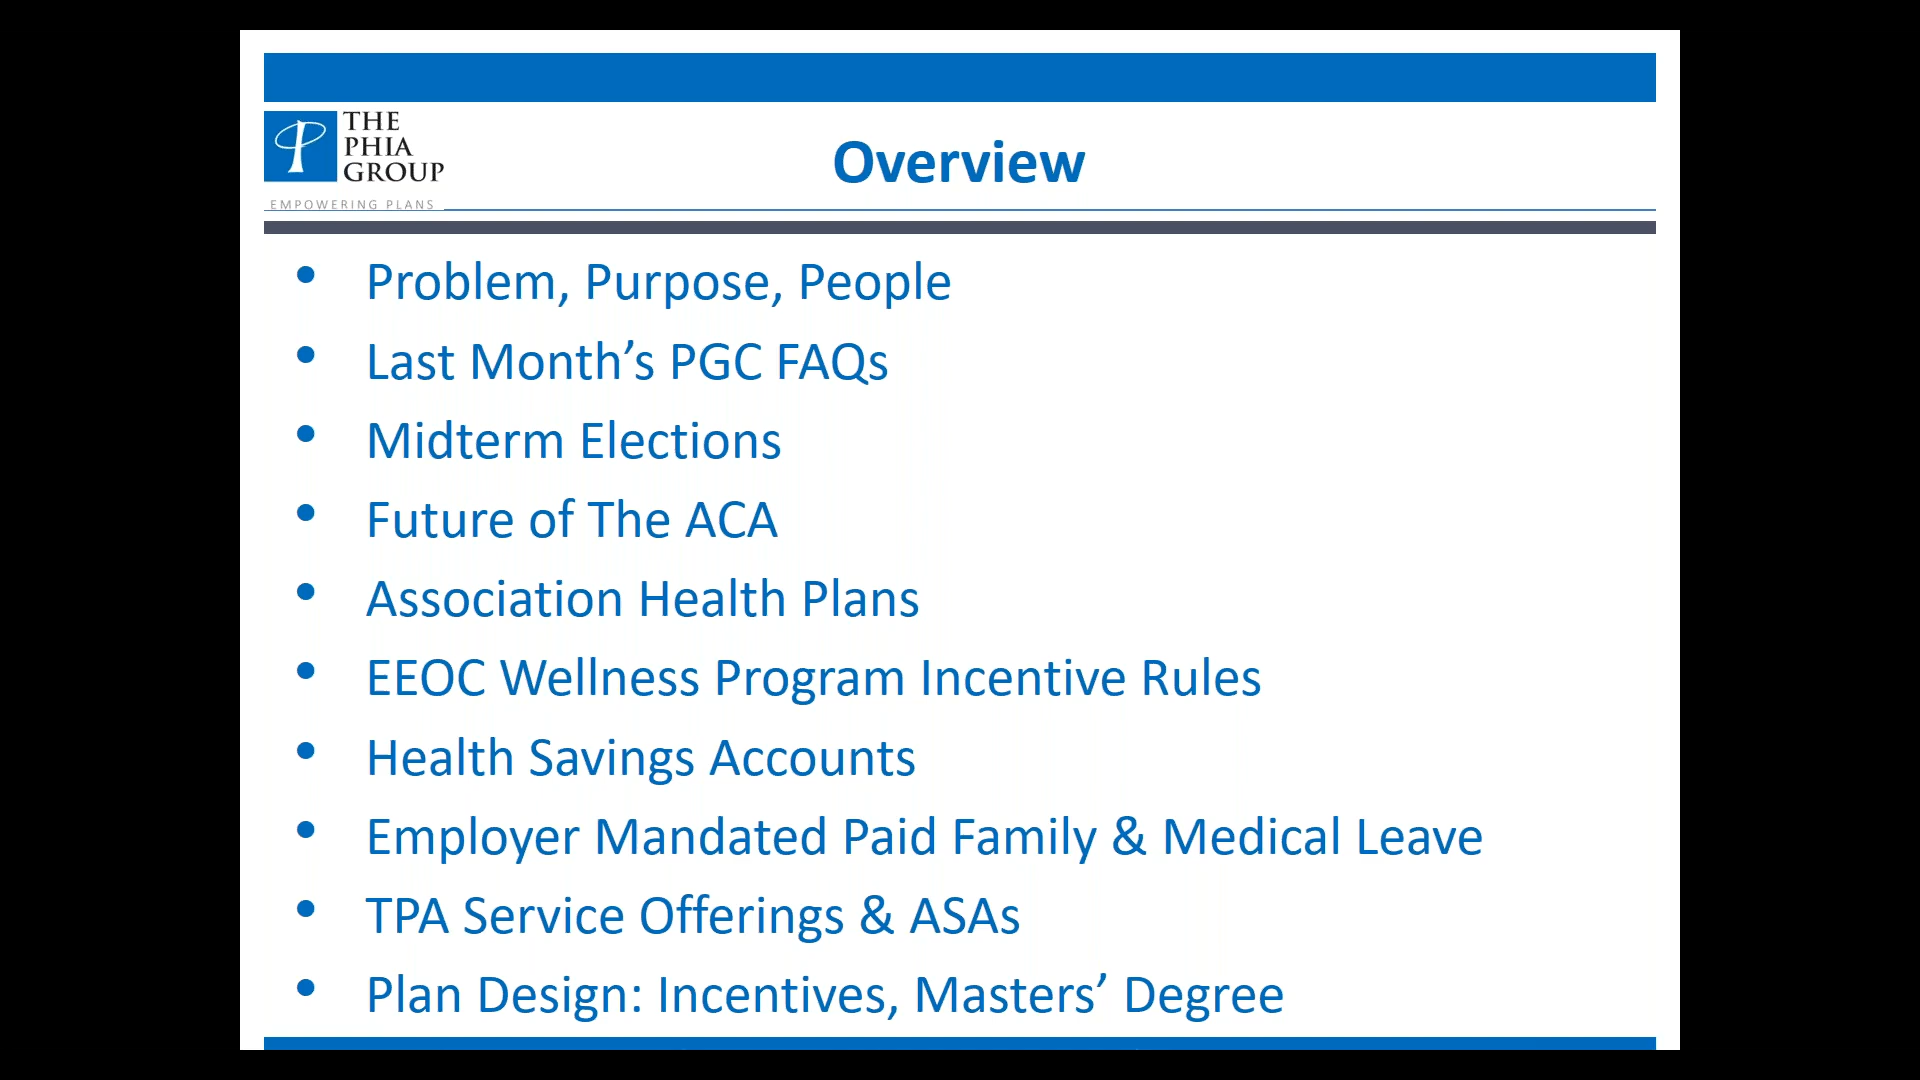 THE
PHIA
GROUP
EMPOWERING PLANS
Overview
• Problem, Purpose, People
• Last Month’s PGC FAQs
• Midterm Elections
• Future of The ACA
• Association Health Plans
• EEOC Wellness Program Incentive Rules
• Health Savings Accounts
• Employer Mandated Paid Family & Medical Leave
• TPA Service Offerings & ASAs
• Plan Design: Incentives, Masters’ Degree